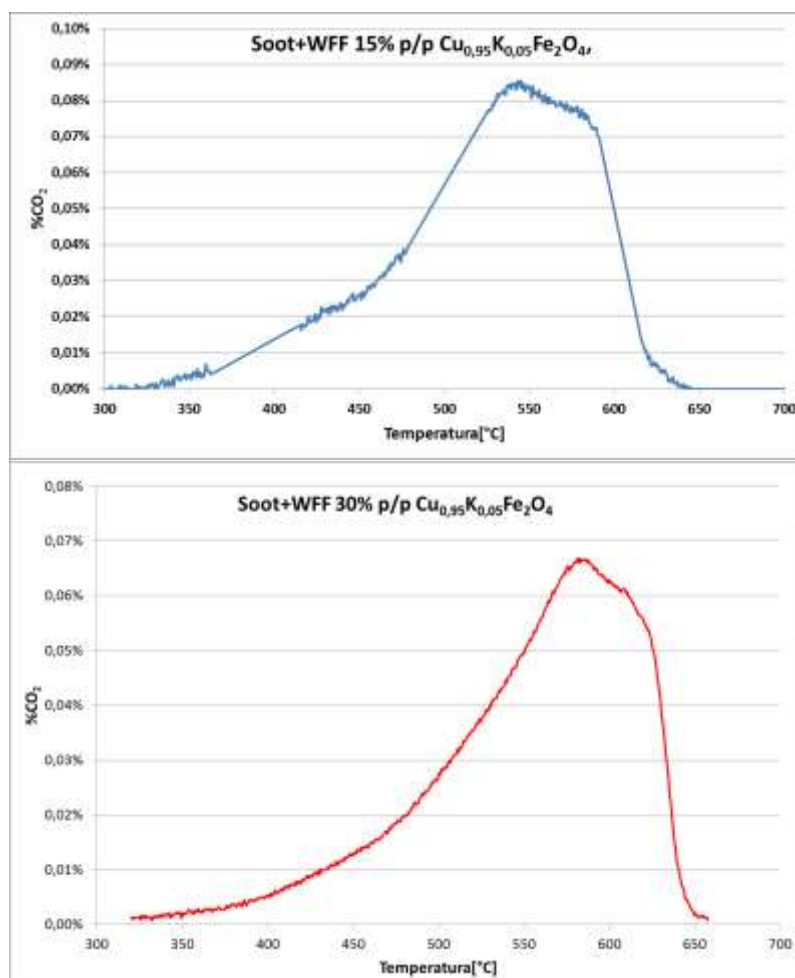 Soot+WFF 15% p/p Cu₀,₉₅K₀,₀₅Fe₂O₄,
0,10%
0,09%
0,08%
0,07%
0,06%
0,05%
0,04%
0,03%
0,02%
0,01%
0,00%
%CO₂
300 350 400 450 500 550 600 650 700
Temperatura[°C]
0,08%
Soot+WFF 30% p/p Cu₀,₉₅K₀,₀₅Fe₂O₄
0,07%
0,06%
0,05%
0,04%
0,03%
0,02%
0,01%
0,00%
%CO₂
300 350 400 450 500 550 600 650 700
Temperatura[°C]